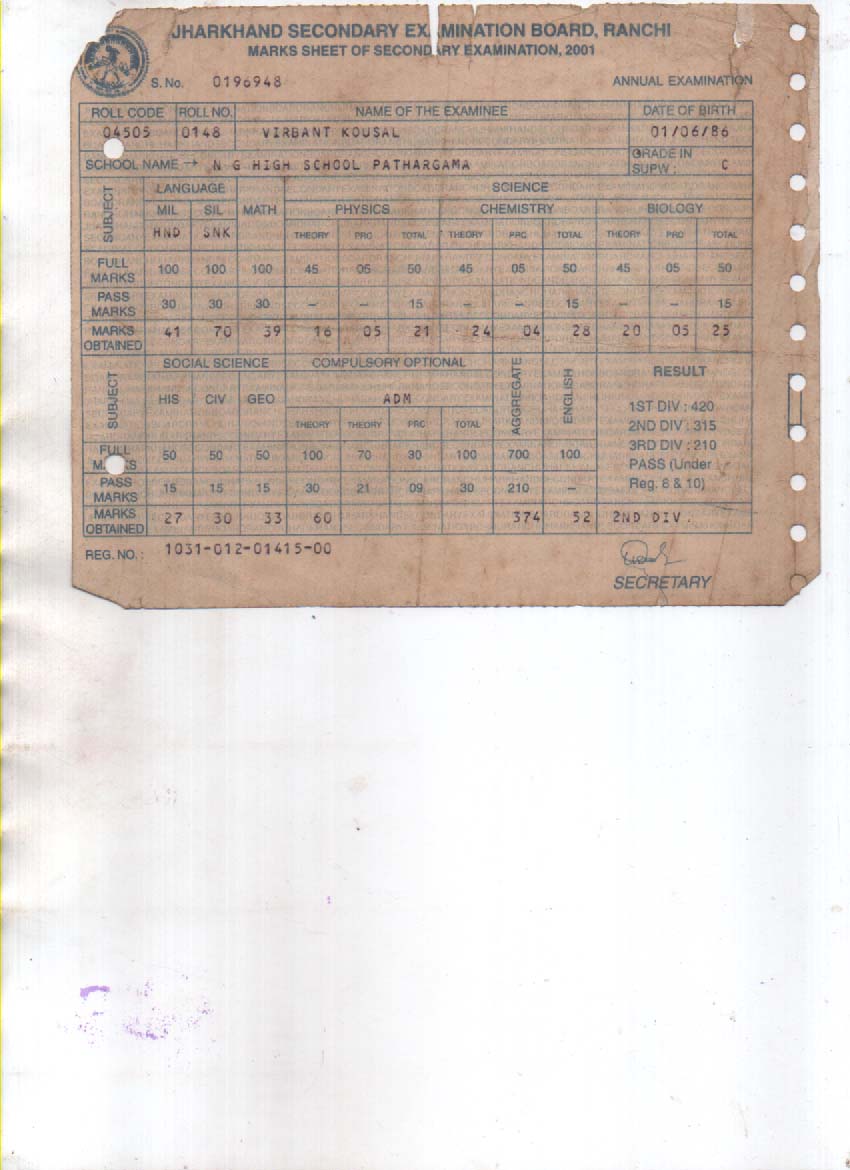 JHARKHAND SECONDARY EXAMINATION BOARD, RANCHI
MARKS SHEET OF SECONDARY EXAMINATION, 2001
S. No. 0196948 ANNUAL EXAMINATION
ROLL CODE ROLL NO. NAME OF THE EXAMINEE DATE OF BIRTH
04505 0148 VIRBANT KOUSAL 01/06/86
SCHOOL NAME → N G HIGH SCHOOL PATHARGAMA GRADE IN SUPW : C
SUBJECT LANGUAGE MATH SCIENCE
MIL SIL PHYSICS CHEMISTRY BIOLOGY
HND SNK THEORY PRC TOTAL THEORY PRC TOTAL THEORY PRC TOTAL
FULL MARKS 100 100 100 45 05 50 45 05 50 45 05 50
PASS MARKS 30 30 30 – – 15 – – 15 – – 15
MARKS OBTAINED 41 70 39 16 05 21 24 04 28 20 05 25
SUBJECT SOCIAL SCIENCE COMPULSORY OPTIONAL AGGREGATE ENGLISH RESULT
HIS CIV GEO ADM
THEORY THEORY PRC TOTAL
1ST DIV : 420
2ND DIV : 315
3RD DIV : 210
PASS (Under
Reg. 8 & 10)
FULL 50 50 50 100 70 30 100 700 100
PASS MARKS 15 15 15 30 21 09 30 210 –
MARKS OBTAINED 27 30 33 60 374 52 2ND DIV.
REG. NO. : 1031-012-01415-00
SECRETARY